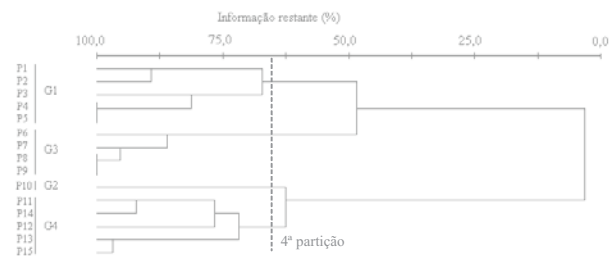 Informação restante (%)
100,0 75,0 50,0 25,0 0,0
P1
P2
P3 G1
P4
P5
P6
P7 G3
P8
P9
P10 G2
P11
P14
P12 G4
P13
P15
4ª partição